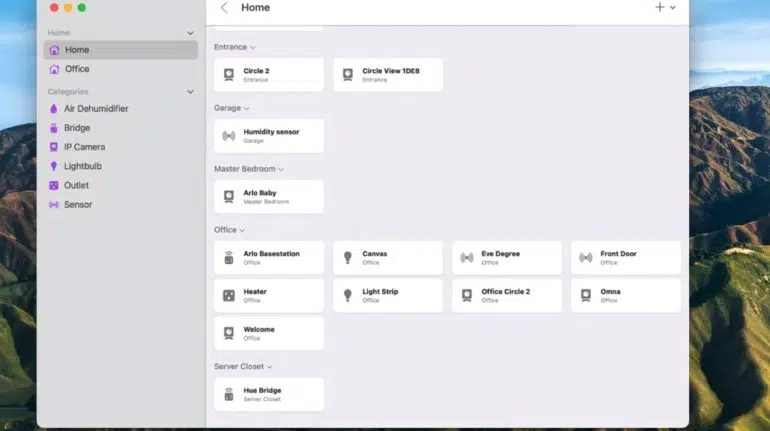 Home
Home
Home
Office
Categories
Air Dehumidifier
Bridge
IP Camera
Lightbulb
Outlet
Sensor
Entrance
Circle 2
Entrance
Circle View 1DE8
Entrance
Garage
Humidity sensor
Garage
Master Bedroom
Arlo Baby
Master Bedroom
Office
Arlo Basestation
Office
Canvas
Office
Eve Degree
Office
Front Door
Office
Heater
Office
Light Strip
Office
Office Circle 2
Office
Omna
Office
Welcome
Office
Server Closet
Hue Bridge
Server Closet